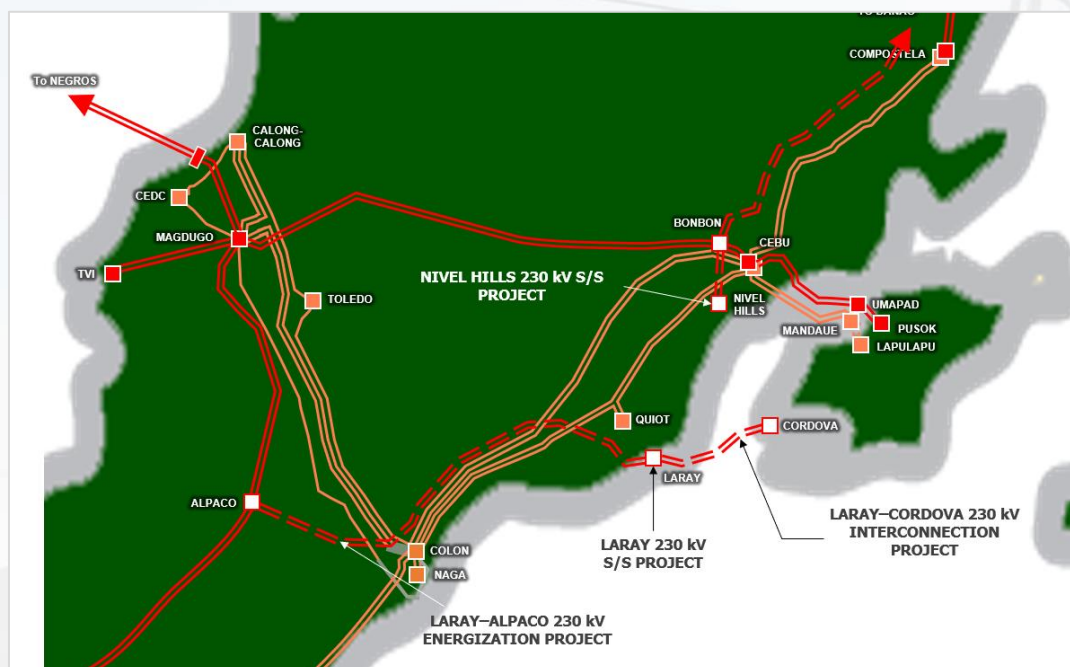 TO DANAO
COMPOSTELA
To NEGROS
CALONG-
CALONG
CEDC
MAGDUGO
TVI
TOLEDO
BONBON
CEBU
NIVEL HILLS 230 kV S/S
PROJECT
NIVEL
HILLS
UMAPAD
MANDAUE
PUSOK
LAPULAPU
QUIOT
CORDOVA
LARAY
ALPACO
LARAY–CORDOVA 230 kV
INTERCONNECTION
PROJECT
LARAY 230 kV
S/S PROJECT
COLON
NAGA
LARAY–ALPACO 230 kV
ENERGIZATION PROJECT